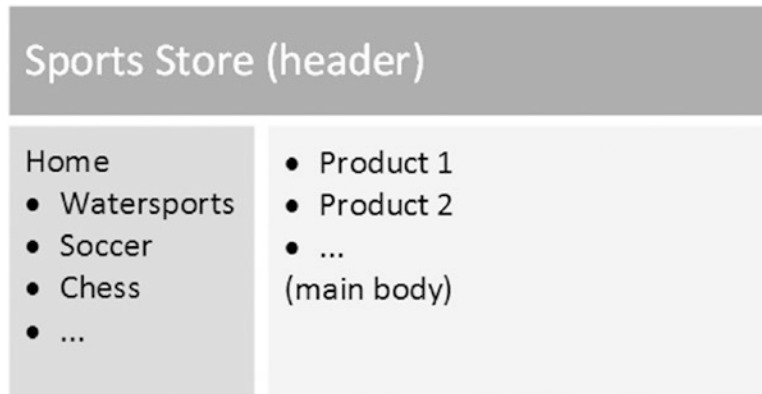 Sports Store (header)
Home
• Watersports
• Soccer
• Chess
• ...
• Product 1
• Product 2
• ...
(main body)